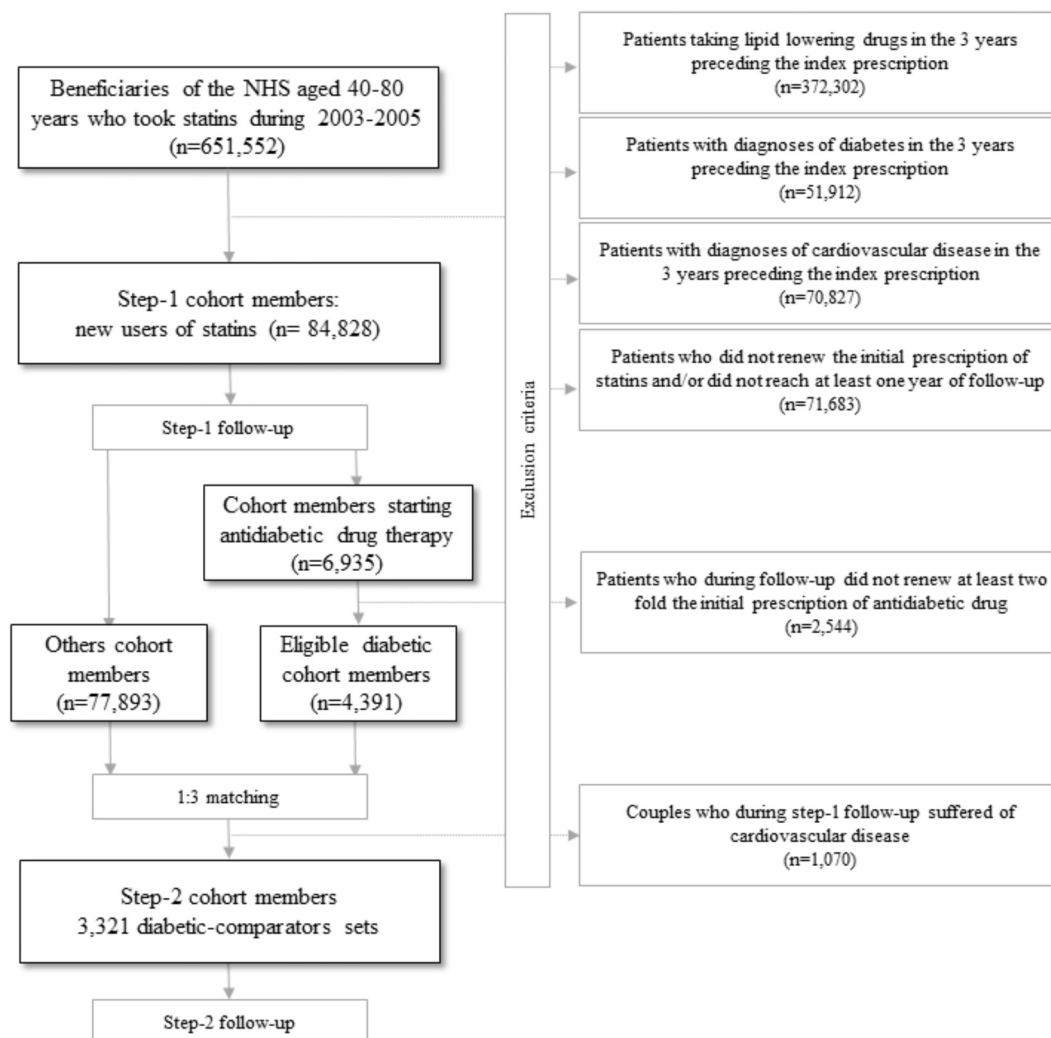 Beneficiaries of the NHS aged 40-80
years who took statins during 2003-2005
(n=651,552)
Step-1 cohort members:
new users of statins (n= 84,828)
Step-1 follow-up
Cohort members starting
antidiabetic drug therapy
(n=6,935)
Others cohort
members
(n=77,893)
Eligible diabetic
cohort members
(n=4,391)
1:3 matching
Step-2 cohort members
3,321 diabetic-comparators sets
Step-2 follow-up
Exclusion criteria
Patients taking lipid lowering drugs in the 3 years
preceding the index prescription
(n=372,302)
Patients with diagnoses of diabetes in the 3 years
preceding the index prescription
(n=51,912)
Patients with diagnoses of cardiovascular disease in the
3 years preceding the index prescription
(n=70,827)
Patients who did not renew the initial prescription of
statins and/or did not reach at least one year of follow-up
(n=71,683)
Patients who during follow-up did not renew at least two
fold the initial prescription of antidiabetic drug
(n=2,544)
Couples who during step-1 follow-up suffered of
cardiovascular disease
(n=1,070)